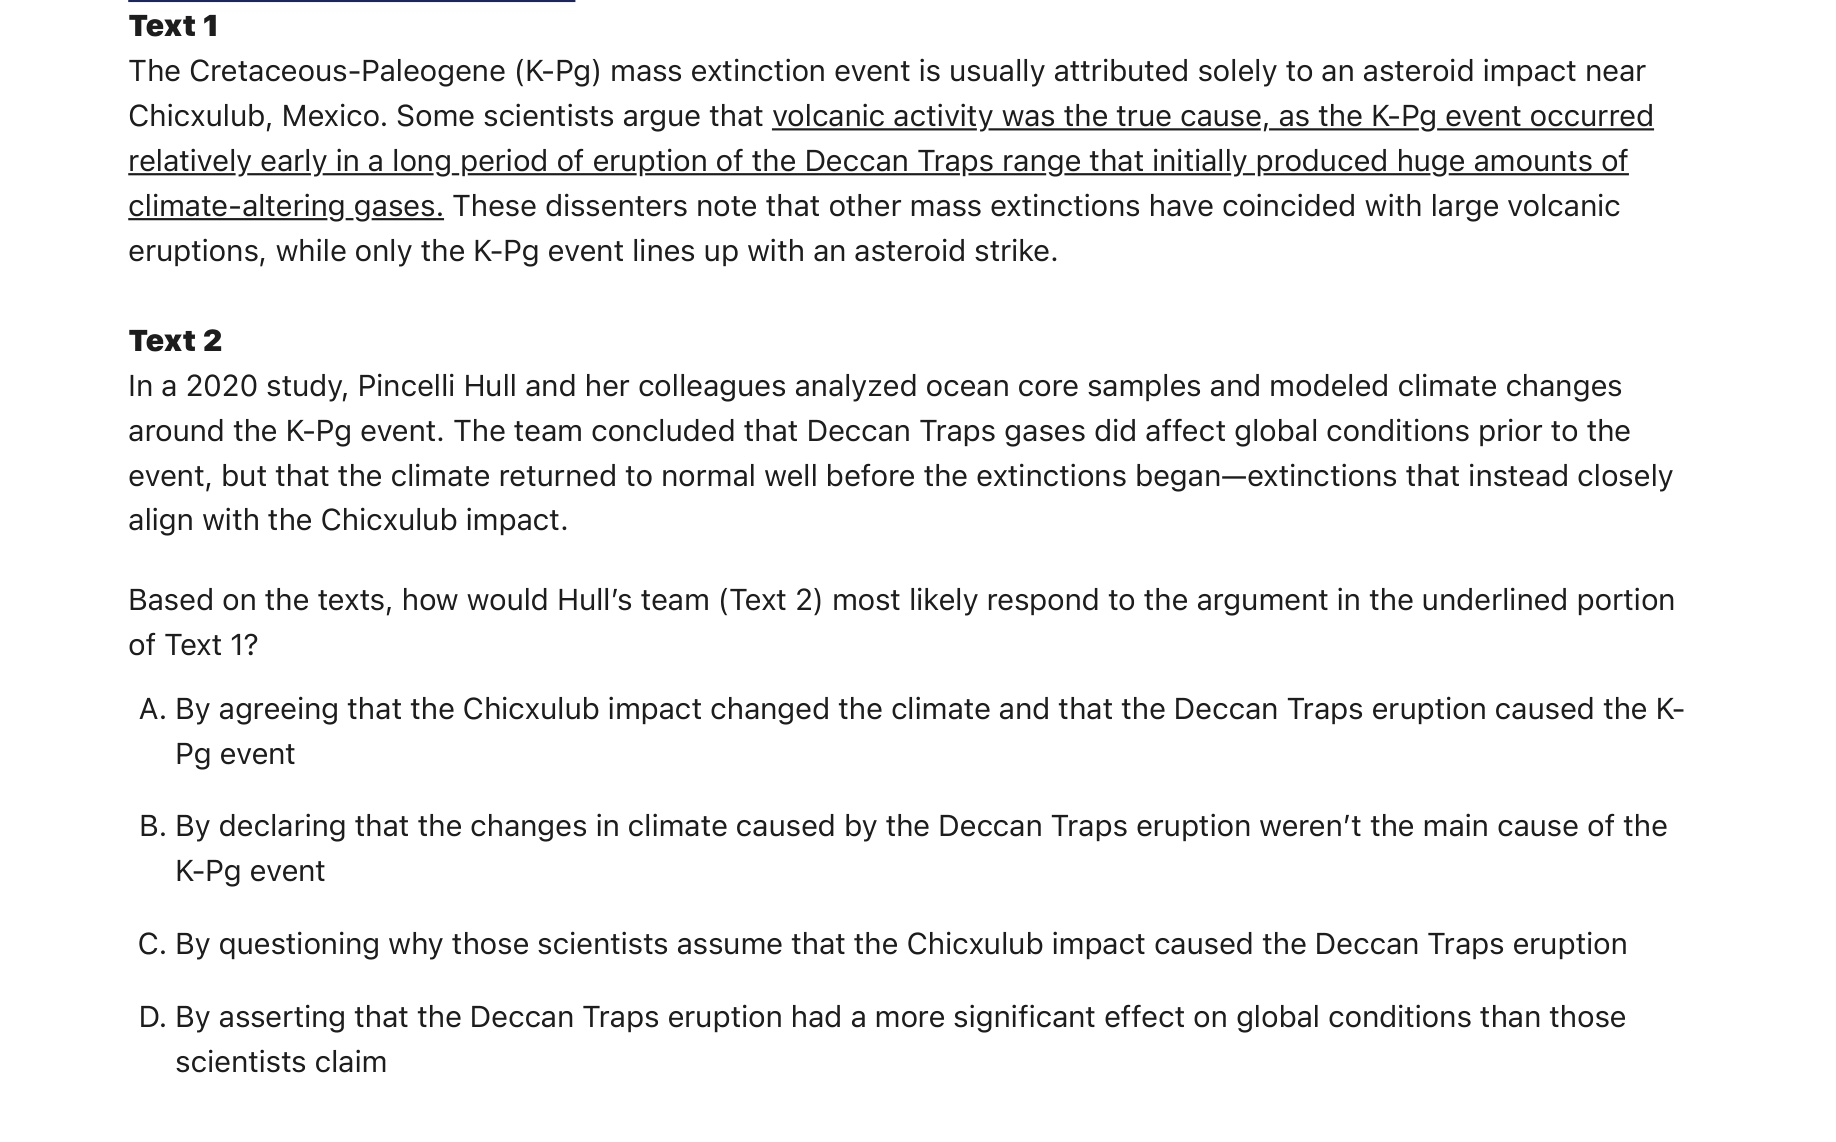 Text 1
The Cretaceous-Paleogene (K-Pg) mass extinction event is usually attributed solely to an asteroid impact near
Chicxulub, Mexico. Some scientists argue that volcanic activity was the true cause, as the K-Pg event occurred
relatively early in a long period of eruption of the Deccan Traps range that initially produced huge amounts of
climate-altering gases. These dissenters note that other mass extinctions have coincided with large volcanic
eruptions, while only the K-Pg event lines up with an asteroid strike.
Text 2
In a 2020 study, Pincelli Hull and her colleagues analyzed ocean core samples and modeled climate changes
around the K-Pg event. The team concluded that Deccan Traps gases did affect global conditions prior to the
event, but that the climate returned to normal well before the extinctions began—extinctions that instead closely
align with the Chicxulub impact.
Based on the texts, how would Hull’s team (Text 2) most likely respond to the argument in the underlined portion
of Text 1?
A. By agreeing that the Chicxulub impact changed the climate and that the Deccan Traps eruption caused the K-
Pg event
B. By declaring that the changes in climate caused by the Deccan Traps eruption weren’t the main cause of the
K-Pg event
C. By questioning why those scientists assume that the Chicxulub impact caused the Deccan Traps eruption
D. By asserting that the Deccan Traps eruption had a more significant effect on global conditions than those
scientists claim